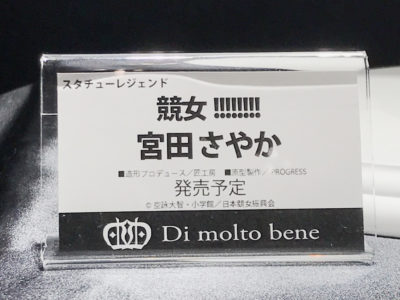 スタチューレジェンド
競女!!!!!!!!
宮田さやか
■造形プロデュース／匠工房　■原型製作／PROGRESS
発売予定
© 空詠大智・小学館／日本競女振興会
Di molto bene